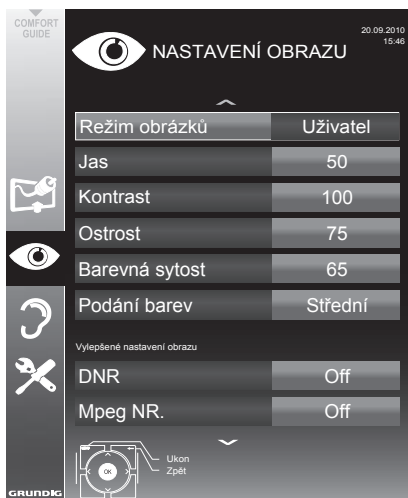 COMFORT
GUIDE
NASTAVENÍ OBRAZU
20.09.2010
15:46
Režim obrázků Uživatel
Jas 50
Kontrast 100
Ostrost 75
Barevná sytost 65
Podání barev Střední
Vylepšené nastavení obrazu
DNR Off
Mpeg NR. Off
OK
Ukon
Zpět
GRUNDIG